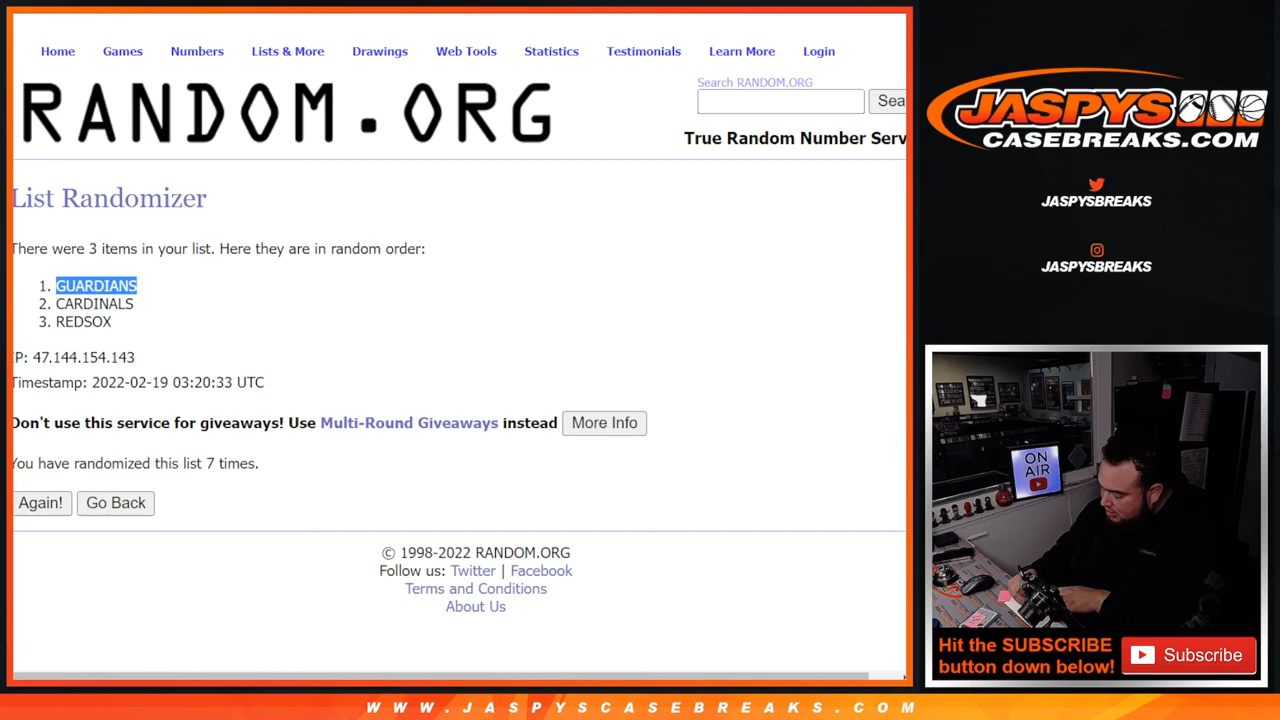 Home Games Numbers Lists & More Drawings Web Tools Statistics Testimonials Learn More Login
RANDOM.ORG
Search RANDOM.ORG
Sea
True Random Number Serv
List Randomizer
There were 3 items in your list. Here they are in random order:
1. GUARDIANS
2. CARDINALS
3. REDSOX
IP: 47.144.154.143
Timestamp: 2022-02-19 03:20:33 UTC
Don't use this service for giveaways! Use Multi-Round Giveaways instead More Info
You have randomized this list 7 times.
Again! Go Back
© 1998-2022 RANDOM.ORG
Follow us: Twitter | Facebook
Terms and Conditions
About Us
JASPYS
CASEBREAKS.COM
JASPYSBREAKS
JASPYSBREAKS
ON
AIR
Hit the SUBSCRIBE
button down below!
Subscribe
WWW.JASPYSCASEBREAKS.COM